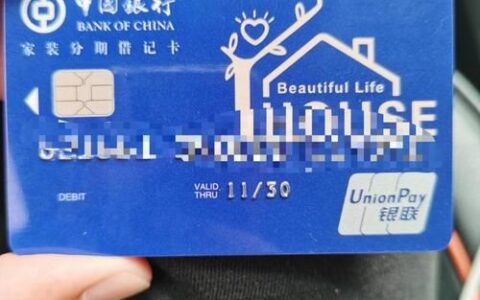 中国银行
BANK OF CHINA
家装分期借记卡
Beautiful Life
HOUSE
DEBIT
VALID
THRU
11/30
UnionPay
银联